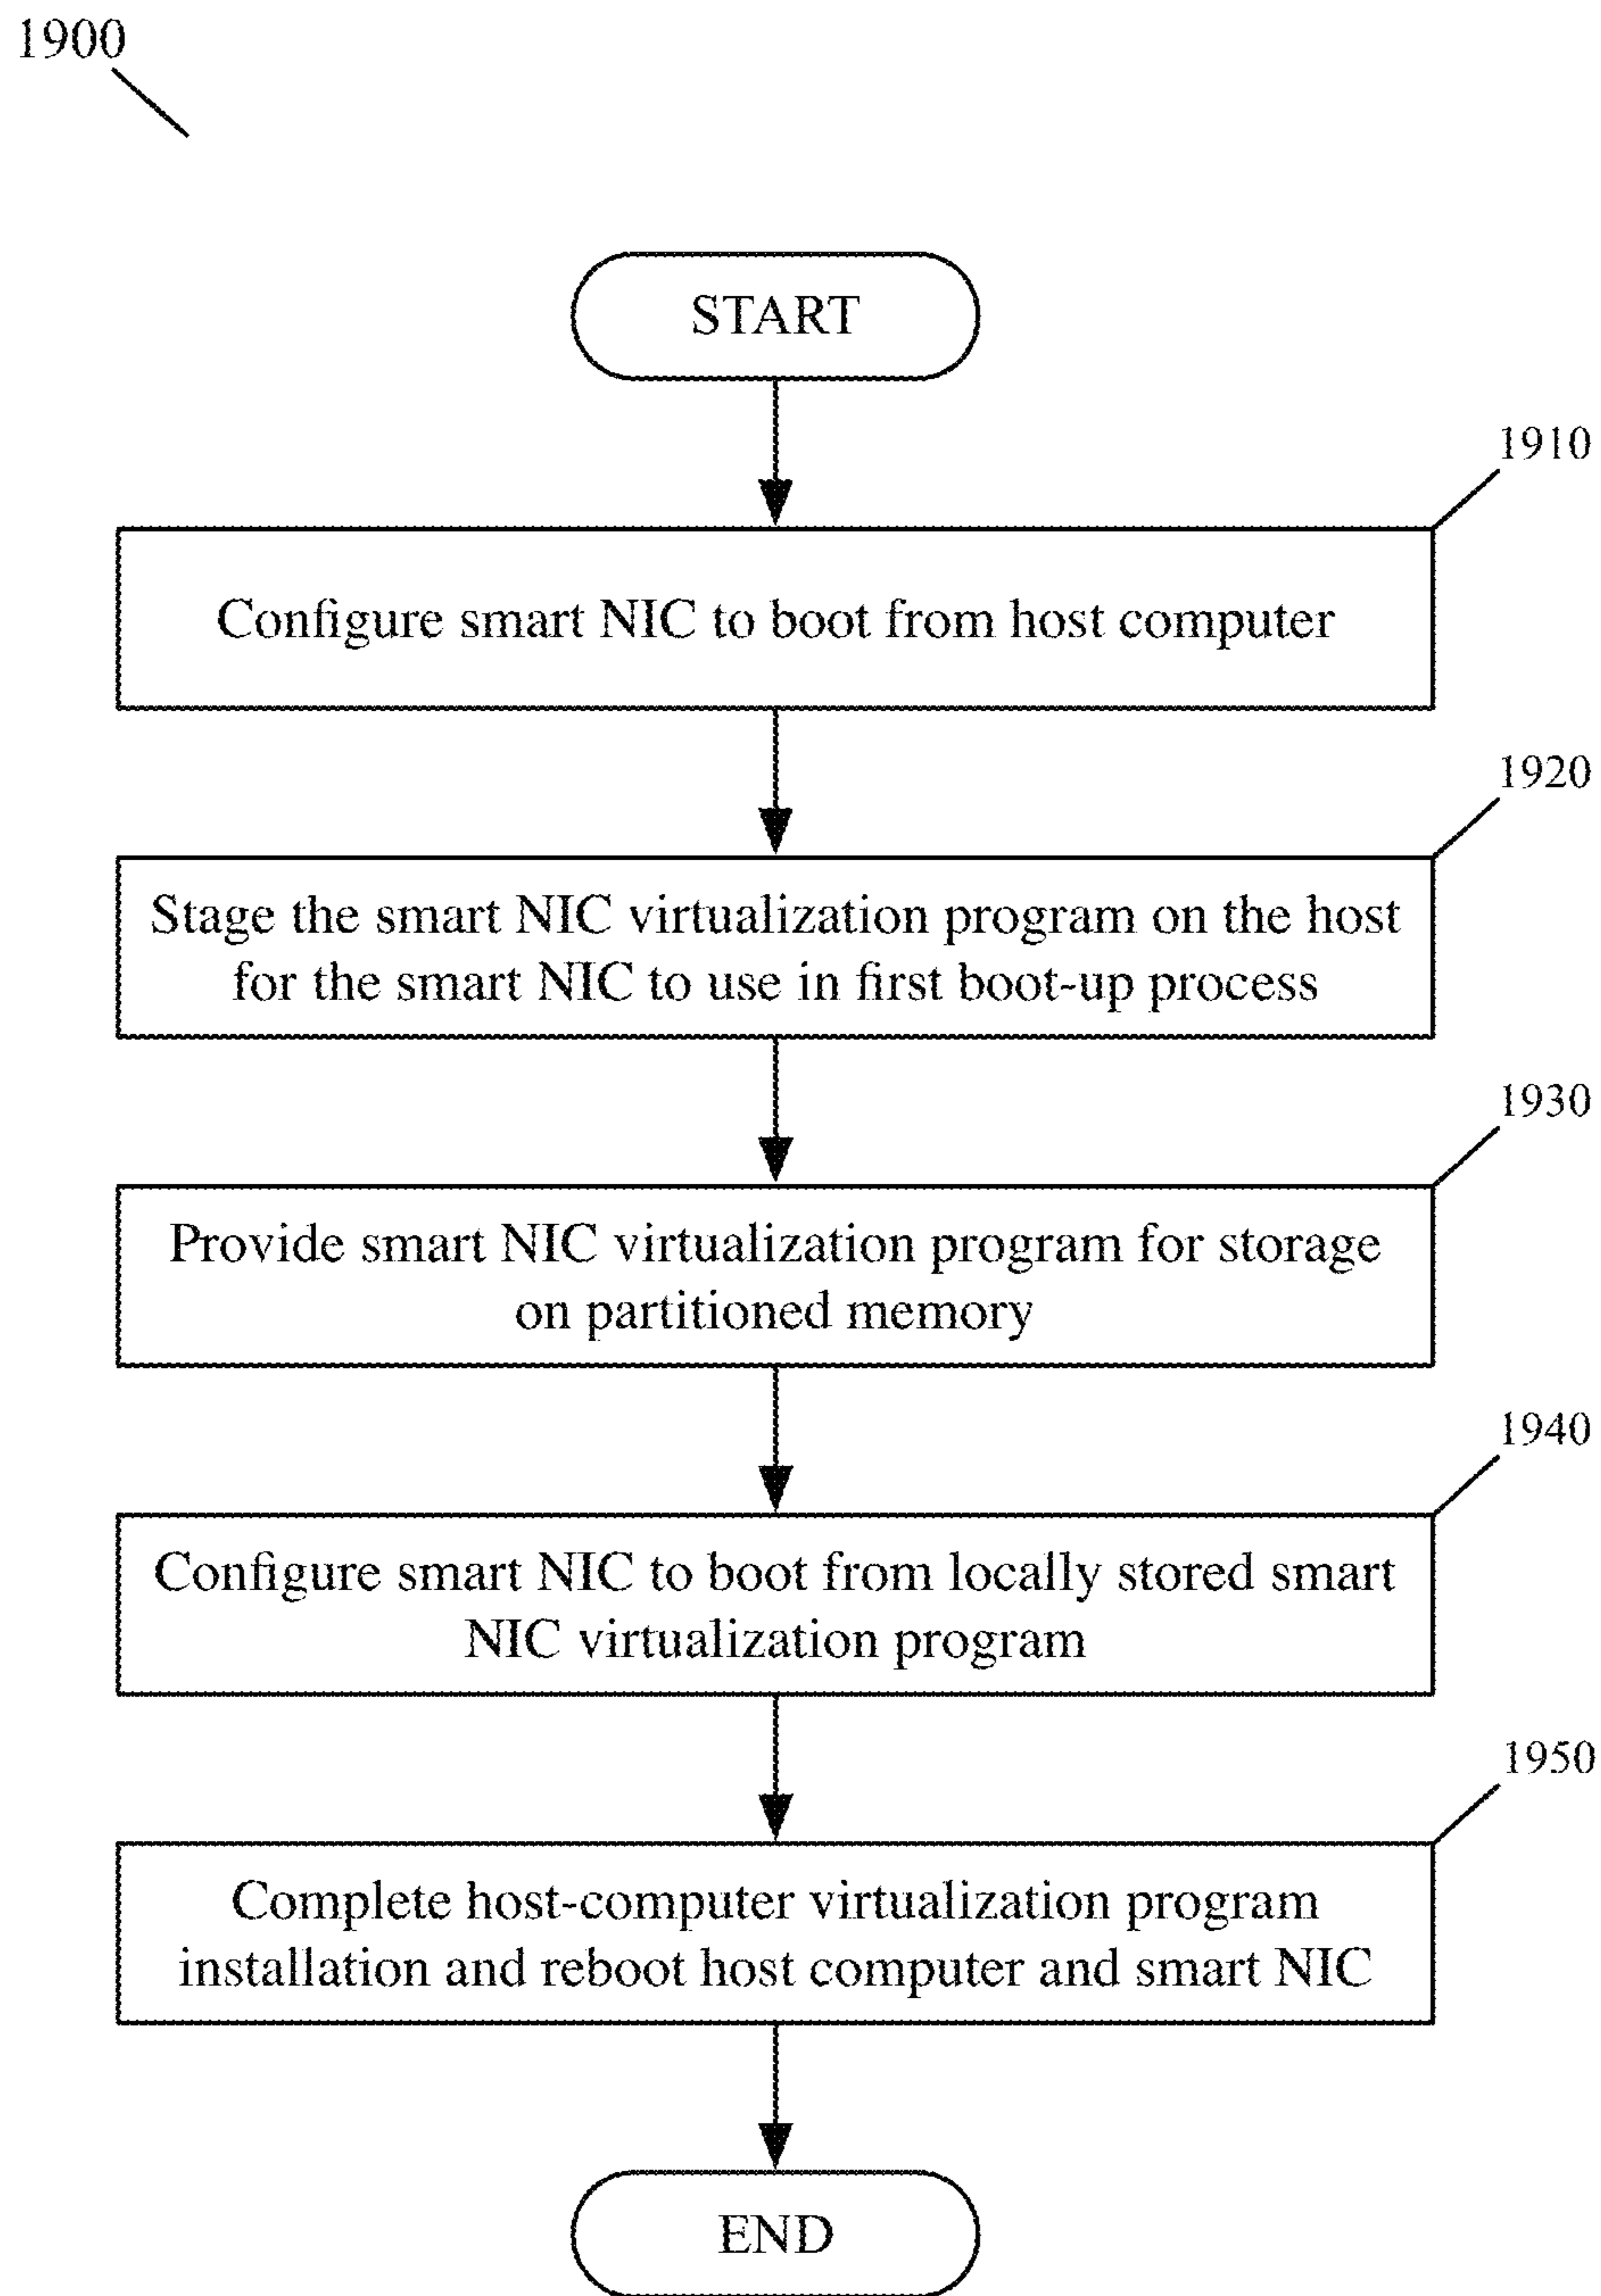 1900
START
1910
Configure smart NIC to boot from host computer
1920
Stage the smart NIC virtualization program on the host
for the smart NIC to use in first boot-up process
1930
Provide smart NIC virtualization program for storage
on partitioned memory
1940
Configure smart NIC to boot from locally stored smart
NIC virtualization program
1950
Complete host-computer virtualization program
installation and reboot host computer and smart NIC
END